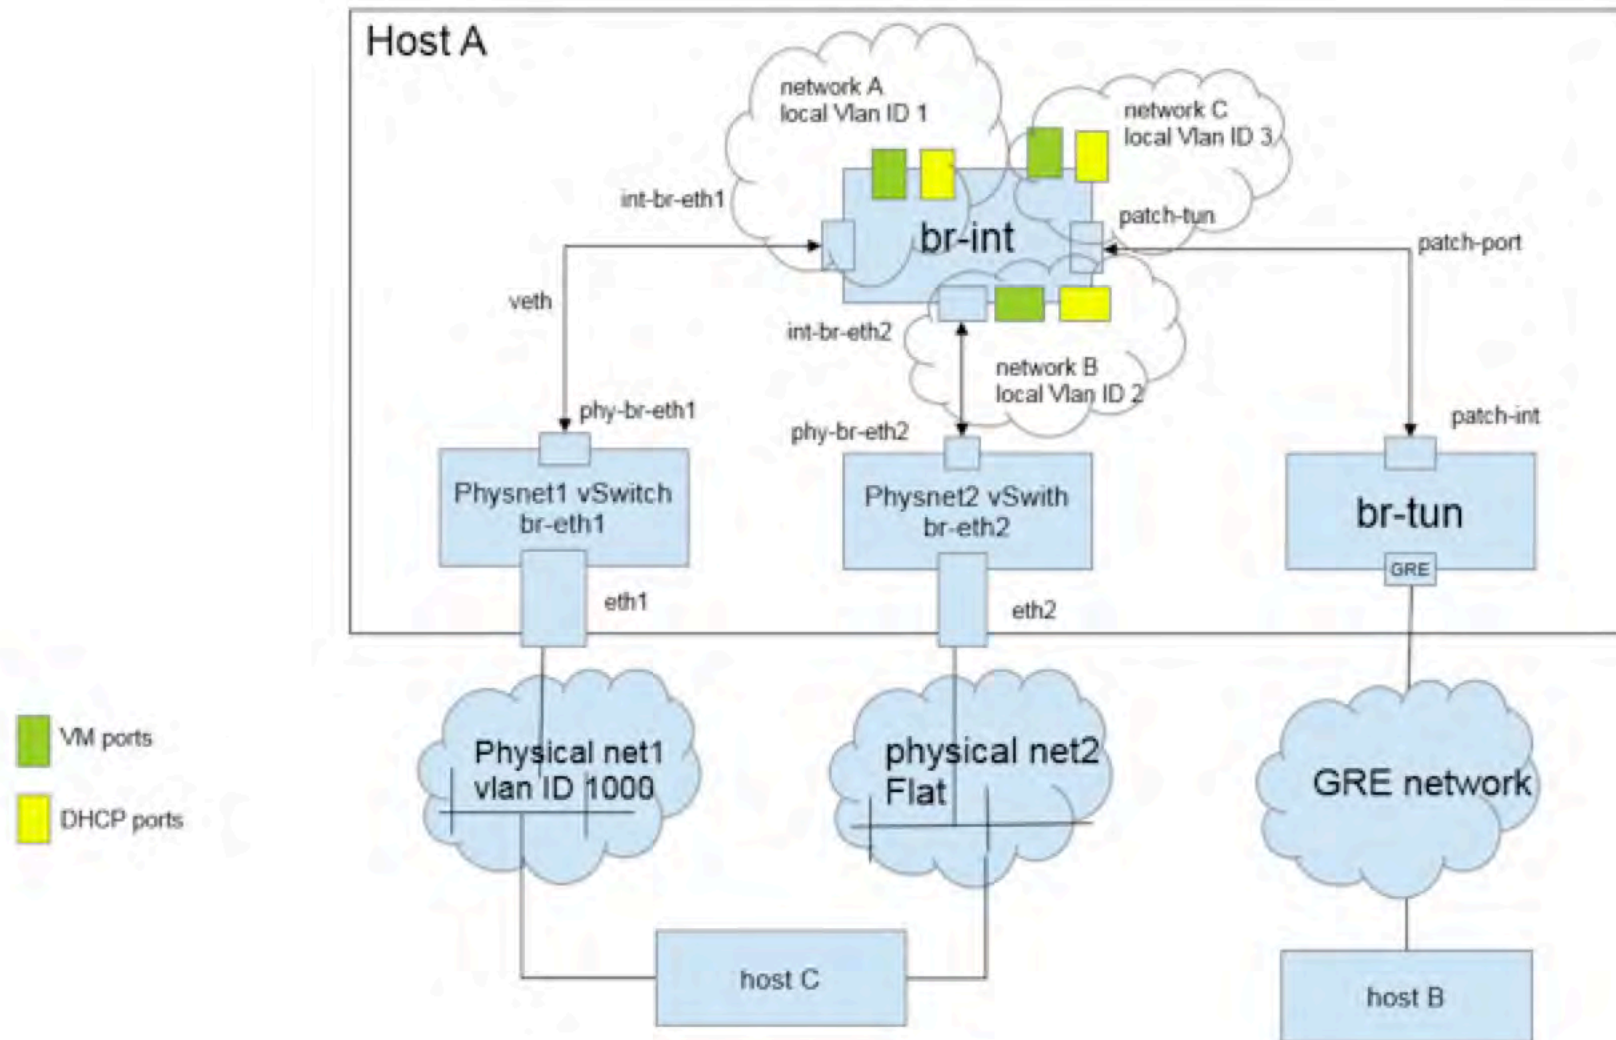 Host A
network A
local Vlan ID 1
network C
local Vlan ID 3
int-br-eth1
patch-tun
br-int
patch-port
veth
int-br-eth2
network B
local Vlan ID 2
phy-br-eth1
phy-br-eth2
patch-int
Physnet1 vSwitch
br-eth1
Physnet2 vSwith
br-eth2
br-tun
GRE
eth1
eth2
VM ports
DHCP ports
Physical net1
vlan ID 1000
physical net2
Flat
GRE network
host C
host B